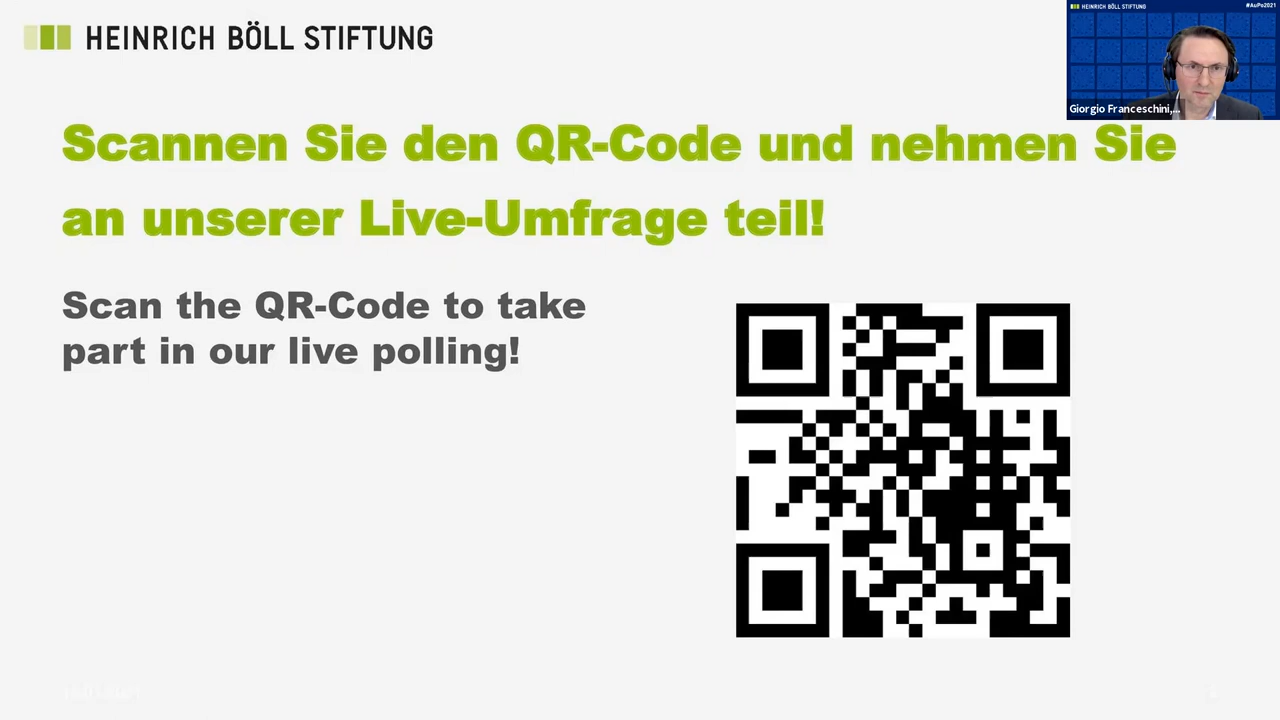 HEINRICH BÖLL STIFTUNG
HEINRICH BÖLL STIFTUNG
#AuPo2021
Giorgio Franceschini,...
Scannen Sie den QR-Code und nehmen Sie
an unserer Live-Umfrage teil!
Scan the QR-Code to take
part in our live polling!